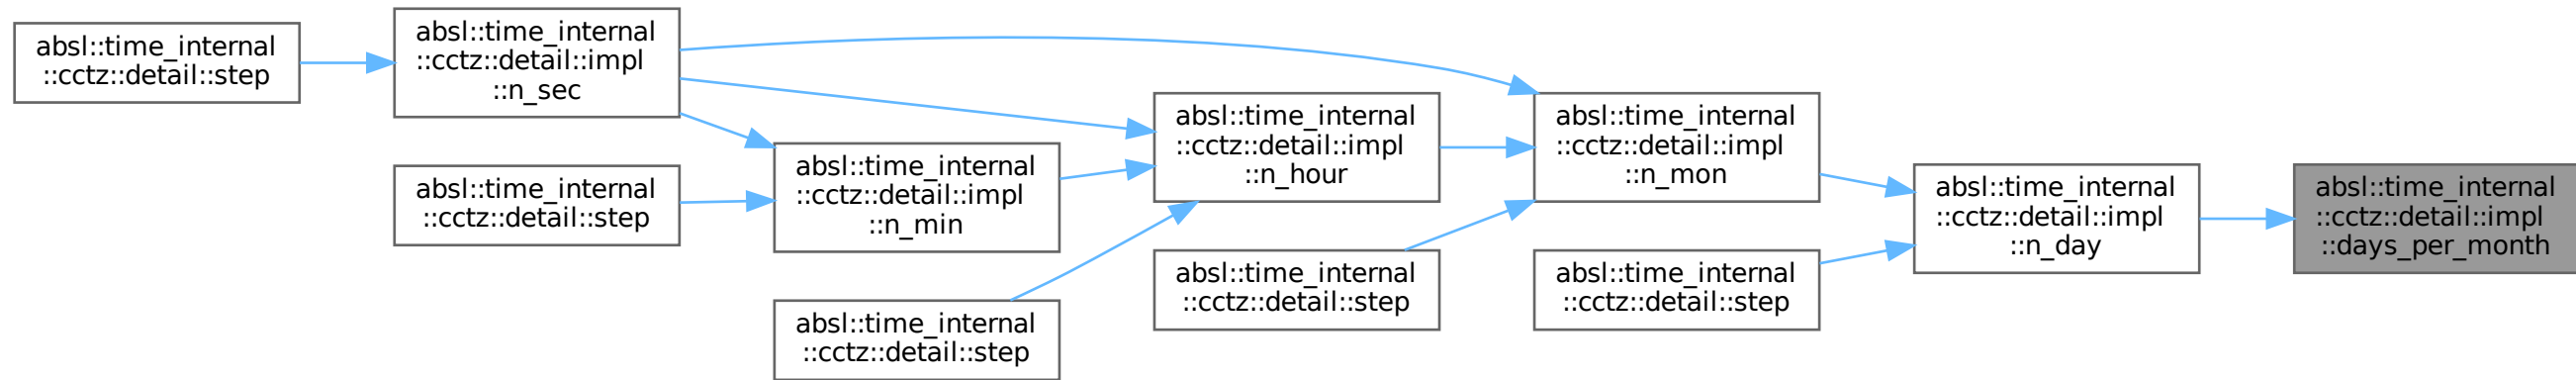 absl::time_internal
::cctz::detail::step
absl::time_internal
::cctz::detail::impl
::n_sec
absl::time_internal
::cctz::detail::step
absl::time_internal
::cctz::detail::impl
::n_min
absl::time_internal
::cctz::detail::step
absl::time_internal
::cctz::detail::impl
::n_hour
absl::time_internal
::cctz::detail::step
absl::time_internal
::cctz::detail::impl
::n_mon
absl::time_internal
::cctz::detail::step
absl::time_internal
::cctz::detail::impl
::n_day
absl::time_internal
::cctz::detail::impl
::days_per_month